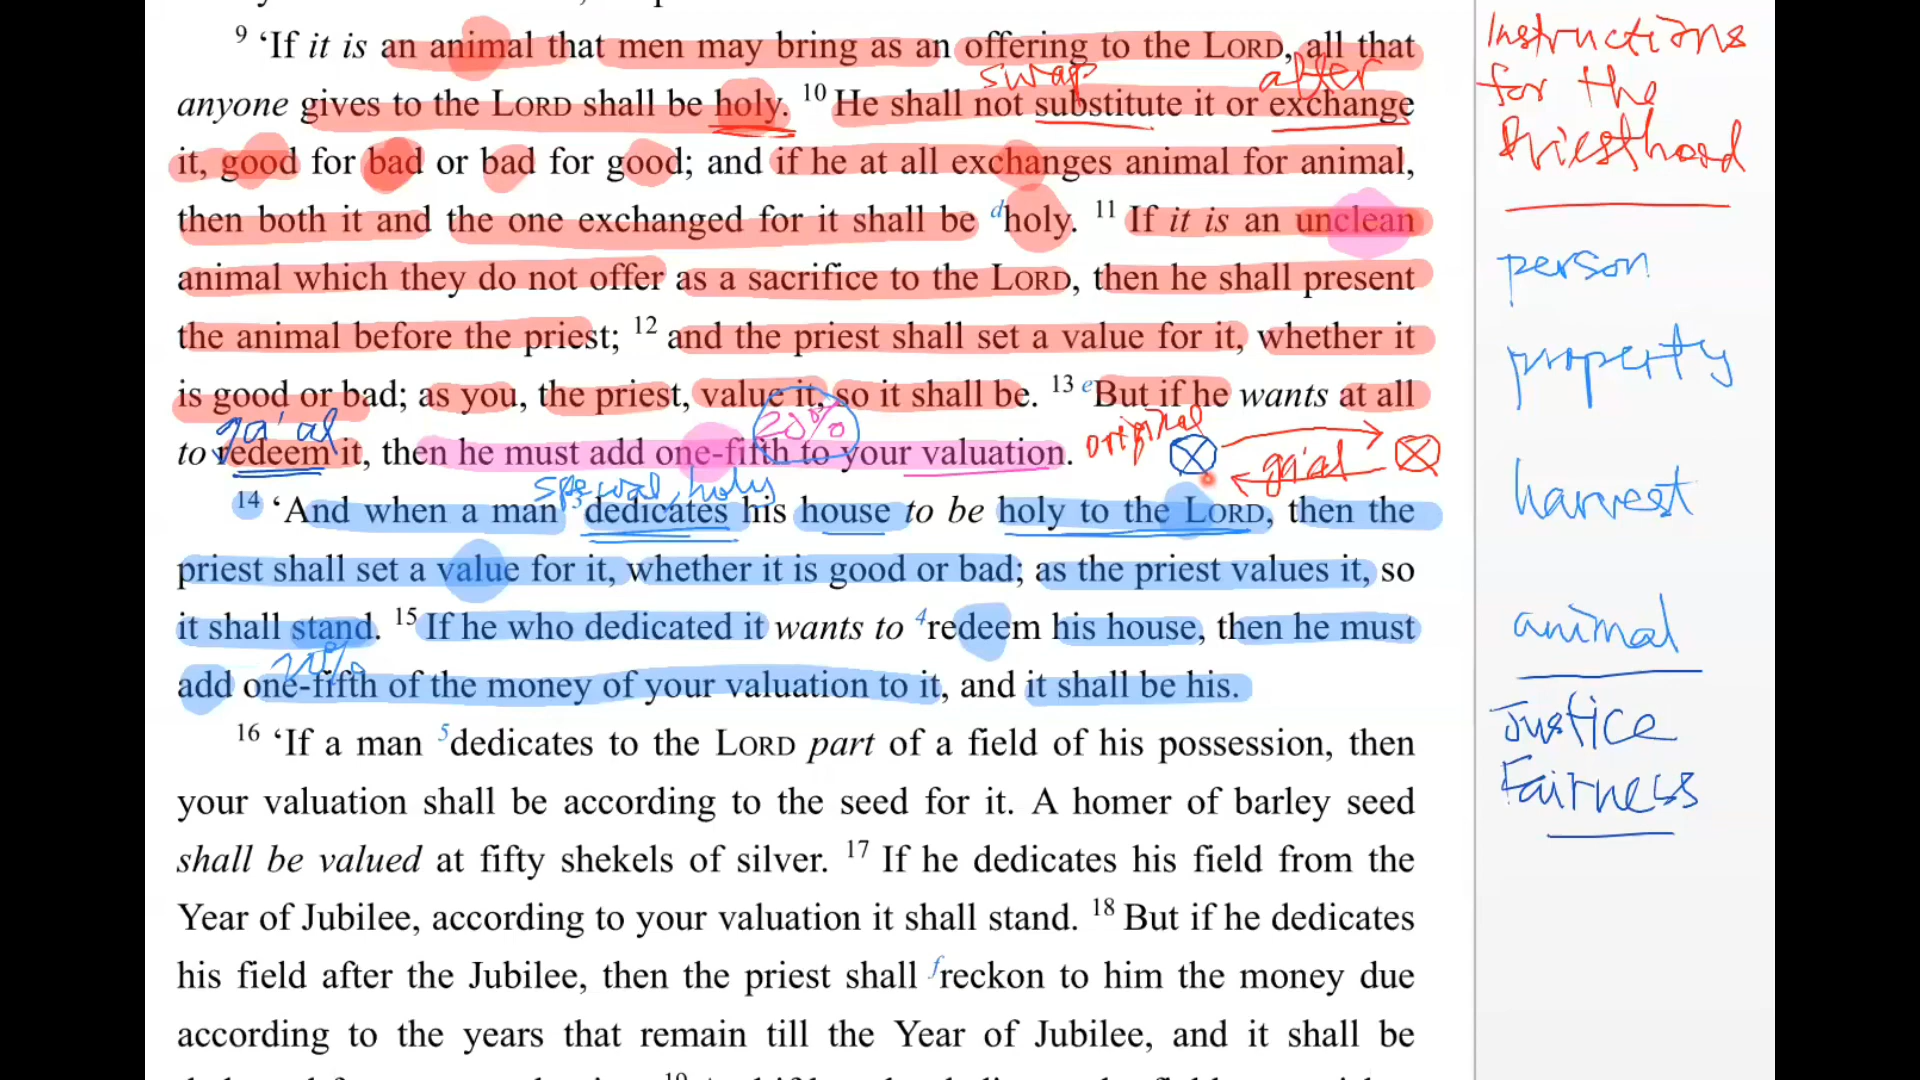 9 ‘If it is an animal that men may bring as an offering to the LORD, all that
swap after
anyone gives to the LORD shall be holy. 10 He shall not substitute it or exchange
it, good for bad or bad for good; and if he at all exchanges animal for animal,
then both it and the one exchanged for it shall be d holy. 11 If it is an unclean
animal which they do not offer as a sacrifice to the LORD, then he shall present
the animal before the priest; 12 and the priest shall set a value for it, whether it
is good or bad; as you, the priest, value it, so it shall be. 13 e But if he wants at all
ga'al 20% original
to redeem it, then he must add one-fifth to your valuation.
ga'al
special, holy
14 ‘And when a man 3 dedicates his house to be holy to the LORD, then the
priest shall set a value for it, whether it is good or bad; as the priest values it, so
it shall stand. 15 If he who dedicated it wants to 4 redeem his house, then he must
20%
add one-fifth of the money of your valuation to it, and it shall be his.
16 ‘If a man 5 dedicates to the LORD part of a field of his possession, then
your valuation shall be according to the seed for it. A homer of barley seed
shall be valued at fifty shekels of silver. 17 If he dedicates his field from the
Year of Jubilee, according to your valuation it shall stand. 18 But if he dedicates
his field after the Jubilee, then the priest shall f reckon to him the money due
according to the years that remain till the Year of Jubilee, and it shall be
Instructions
for the
Priesthood
person
property
harvest
animal
Justice
Fairness